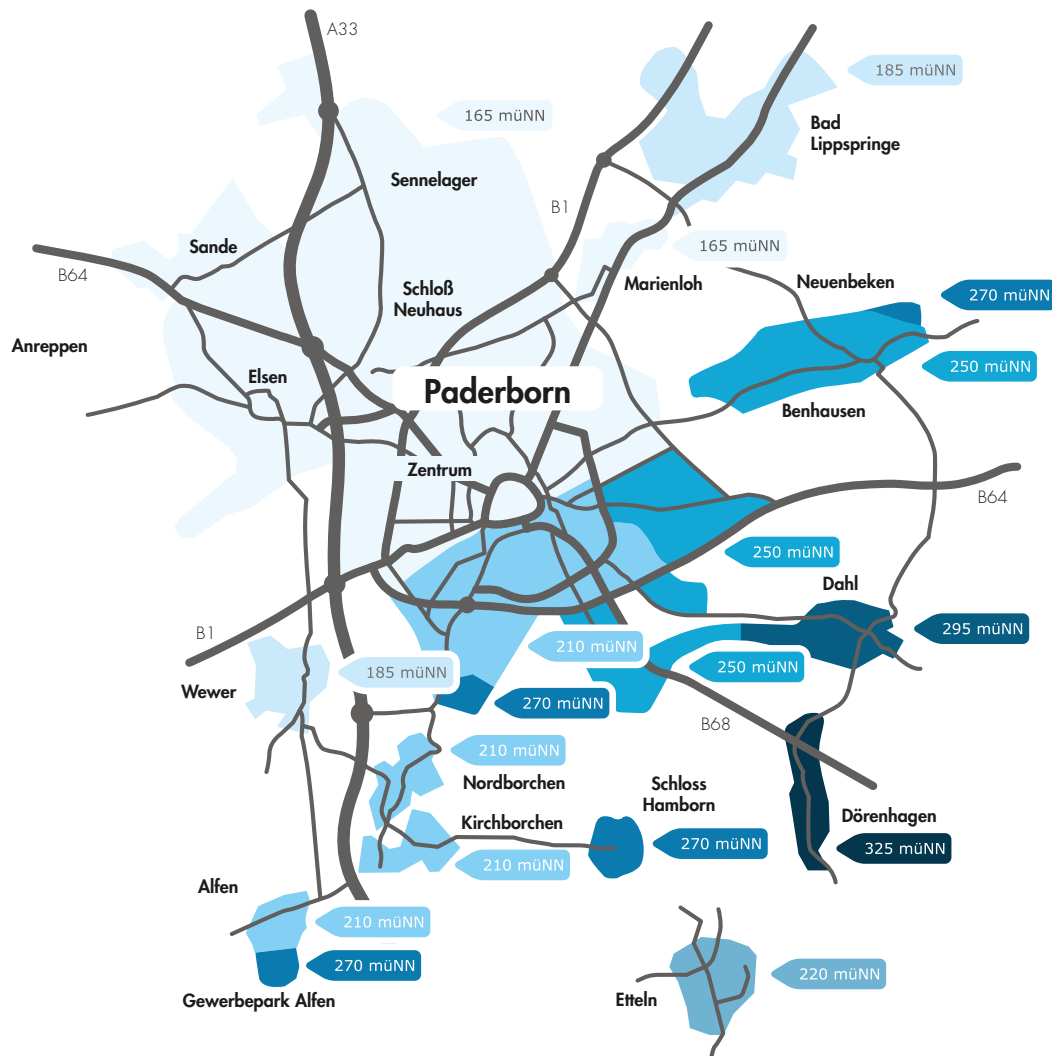 A33
185 müNN
165 müNN
Bad
Lippspringe
Sennelager
B1
Sande
165 müNN
B64
Schloß
Neuhaus
Marienloh
Neuenbeken
270 müNN
Anreppen
250 müNN
Elsen
Paderborn
Benhausen
Zentrum
B64
250 müNN
Dahl
B1
295 müNN
210 müNN
250 müNN
185 müNN
Wewer
270 müNN
B68
210 müNN
Nordborchen
Schloss
Hamborn
Kirchborchen
Dörenhagen
270 müNN
325 müNN
210 müNN
Alfen
210 müNN
270 müNN
220 müNN
Gewerbepark Alfen
Etteln